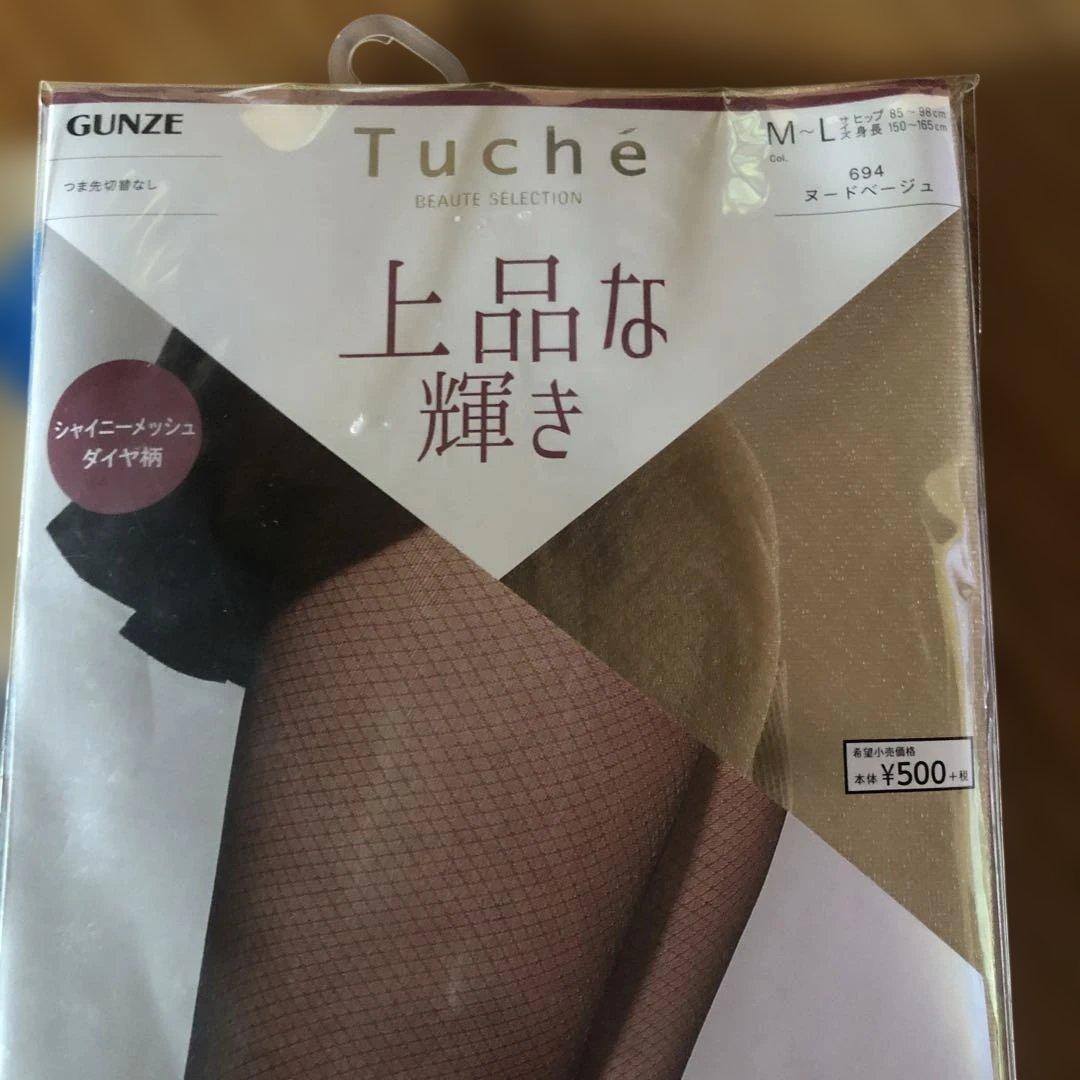 GUNZE
つま先切替なし
Tuché
BEAUTE SELECTION
M～L サイズ ヒップ 85～98cm
身長 150～165cm
Col.
694
ヌードベージュ
上品な
輝き
シャイニーメッシュ
ダイヤ柄
希望小売価格
本体 ¥500+税